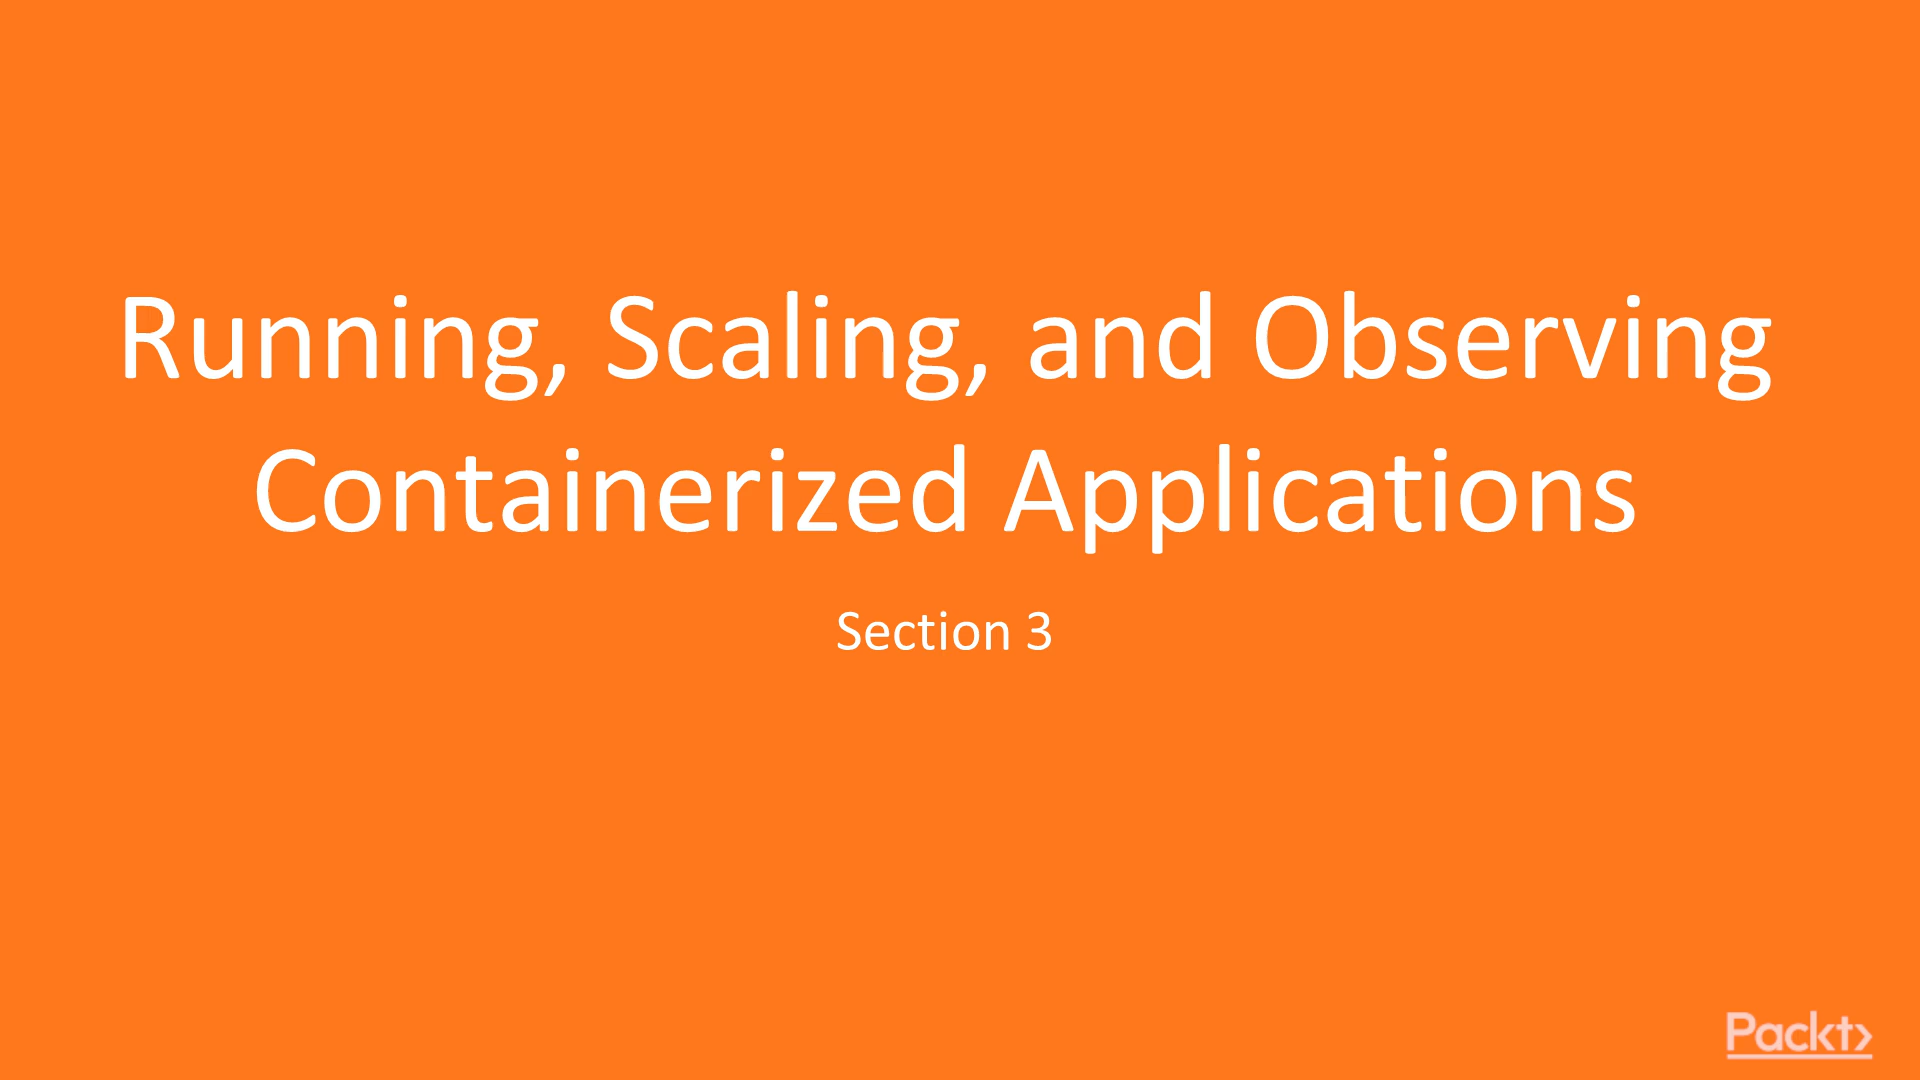 Running, Scaling, and Observing
Containerized Applications
Section 3
Packt>